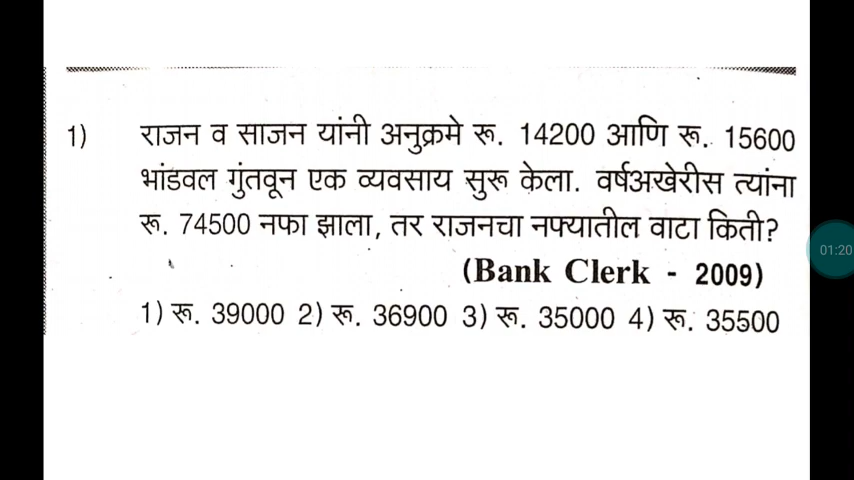 1) राजन व साजन यांनी अनुक्रमे रू. 14200 आणि रू. 15600
भांडवल गुंतवून एक व्यवसाय सुरू केला. वर्षअखेरीस त्यांना
रू. 74500 नफा झाला, तर राजनचा नफ्यातील वाटा किती?
(Bank Clerk - 2009)
1) रू. 39000 2) रू. 36900 3) रू. 35000 4) रू. 35500
01:20